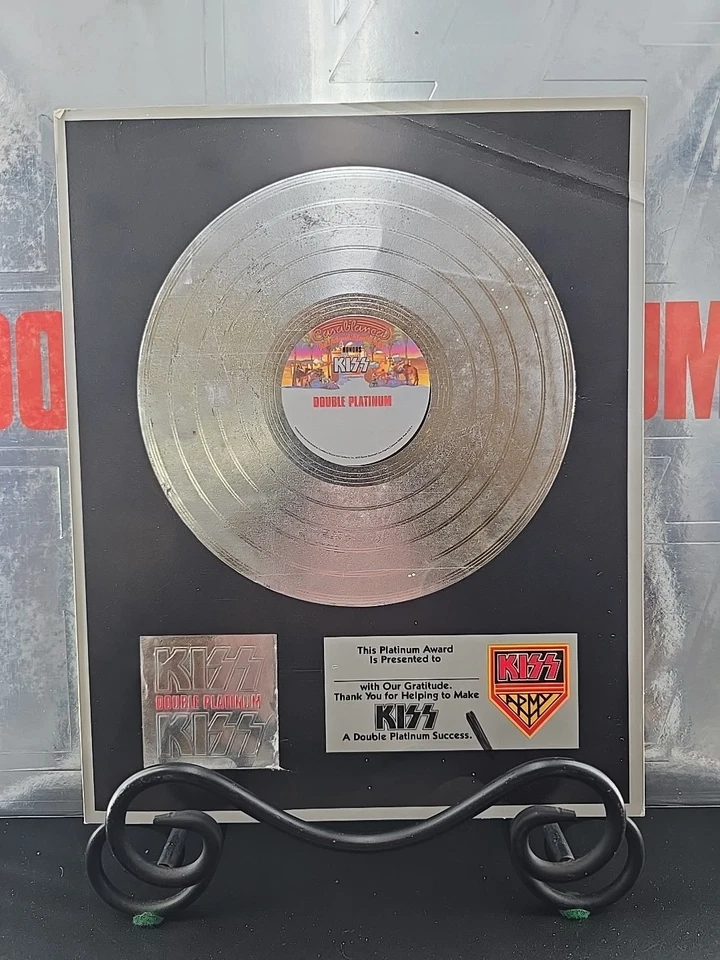 Casablanca
HONORS
KISS
DOUBLE PLATINUM
KISS
DOUBLE PLATINUM
KISS
This Platinum Award
Is Presented to
with Our Gratitude.
Thank You for Helping to Make
KISS
A Double Platinum Success.
KISS
ARMY